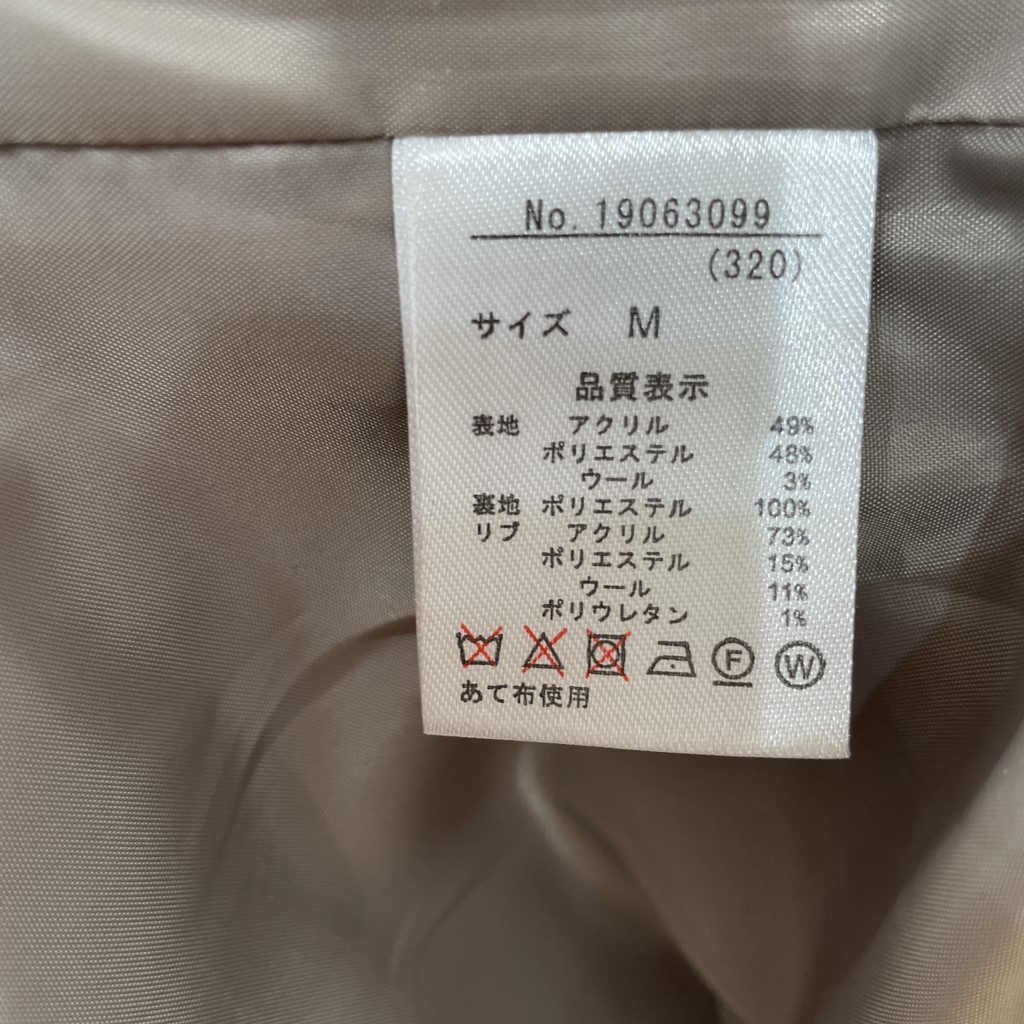 No. 19063099
(320)
サイズ M
品質表示
表地 アクリル 49%
ポリエステル 48%
ウール 3%
裏地 ポリエステル 100%
リブ アクリル 73%
ポリエステル 15%
ウール 11%
ポリウレタン 1%
F W
あて布使用